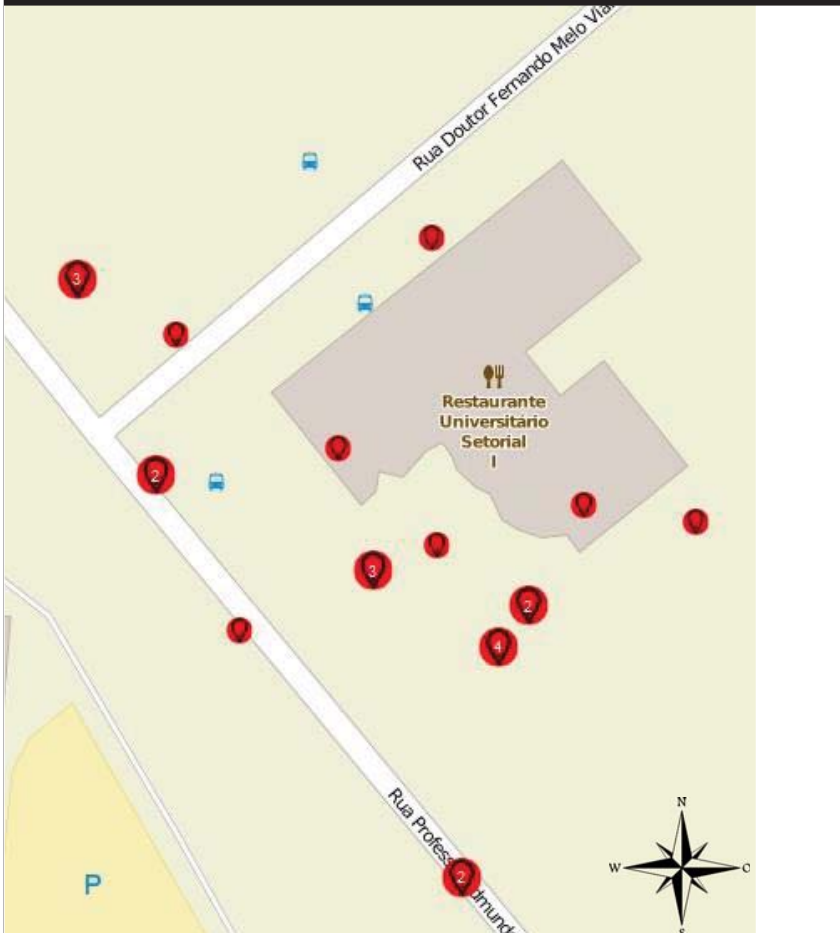 Rua Doutor Fernando Melo
3
Restaurante
Universitário
Setorial
I
2
3
2
4
Rua
2
P
N
W
S